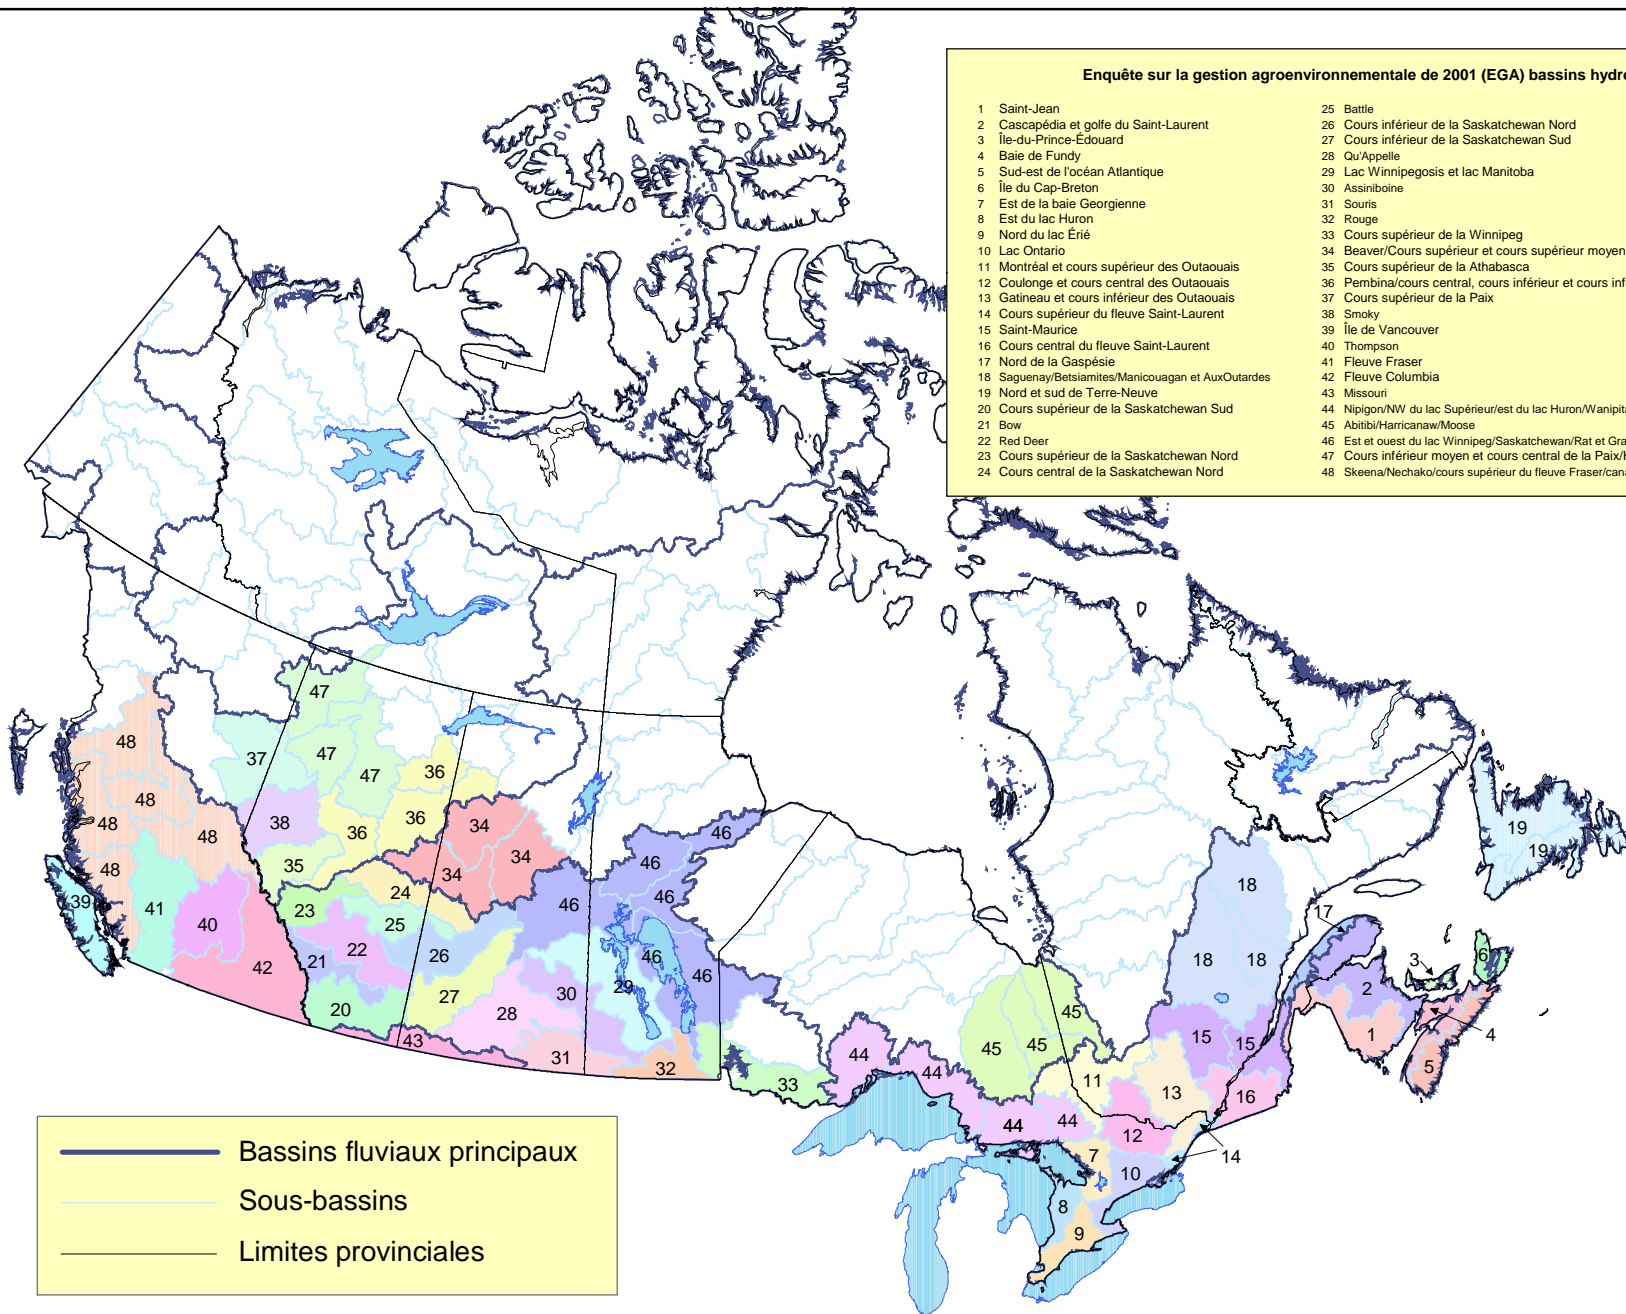 Enquête sur la gestion agroenvironnementale de 2001 (EGA) bassins hydro
1 Saint-Jean
2 Cascapédia et golfe du Saint-Laurent
3 Île-du-Prince-Édouard
4 Baie de Fundy
5 Sud-est de l'océan Atlantique
6 Île du Cap-Breton
7 Est de la baie Georgienne
8 Est du lac Huron
9 Nord du lac Érié
10 Lac Ontario
11 Montréal et cours supérieur des Outaouais
12 Coulonge et cours central des Outaouais
13 Gatineau et cours inférieur des Outaouais
14 Cours supérieur du fleuve Saint-Laurent
15 Saint-Maurice
16 Cours central du fleuve Saint-Laurent
17 Nord de la Gaspésie
18 Saguenay/Betsiamites/Manicouagan et AuxOutardes
19 Nord et sud de Terre-Neuve
20 Cours supérieur de la Saskatchewan Sud
21 Bow
22 Red Deer
23 Cours supérieur de la Saskatchewan Nord
24 Cours central de la Saskatchewan Nord
25 Battle
26 Cours inférieur de la Saskatchewan Nord
27 Cours inférieur de la Saskatchewan Sud
28 Qu'Appelle
29 Lac Winnipegosis et lac Manitoba
30 Assiniboine
31 Souris
32 Rouge
33 Cours supérieur de la Winnipeg
34 Beaver/Cours supérieur et cours supérieur moyen
35 Cours supérieur de la Athabasca
36 Pembina/cours central, cours inférieur et cours inf
37 Cours supérieur de la Paix
38 Smoky
39 Île de Vancouver
40 Thompson
41 Fleuve Fraser
42 Fleuve Columbia
43 Missouri
44 Nipigon/NW du lac Supérieur/est du lac Huron/Wanipita
45 Abitibi/Harricanaw/Moose
46 Est et ouest du lac Winnipeg/Saskatchewan/Rat et Gra
47 Cours inférieur moyen et cours central de la Paix/H
48 Skeena/Nechako/cours supérieur du fleuve Fraser/cana
47
48
37
47
47
36
48
38
36
36
34
46
48
48
34
46
19
35
34
19
48
24
46
18
39
41
23
46
40
25
17
22
26
46
6
42
21
18
18
3
46
29
2
27
30
45
20
28
4
1
43
45
45
15
15
31
44
5
32
44
33
11
13
16
44
44
12
14
7
10
8
9
Bassins fluviaux principaux
Sous-bassins
Limites provinciales